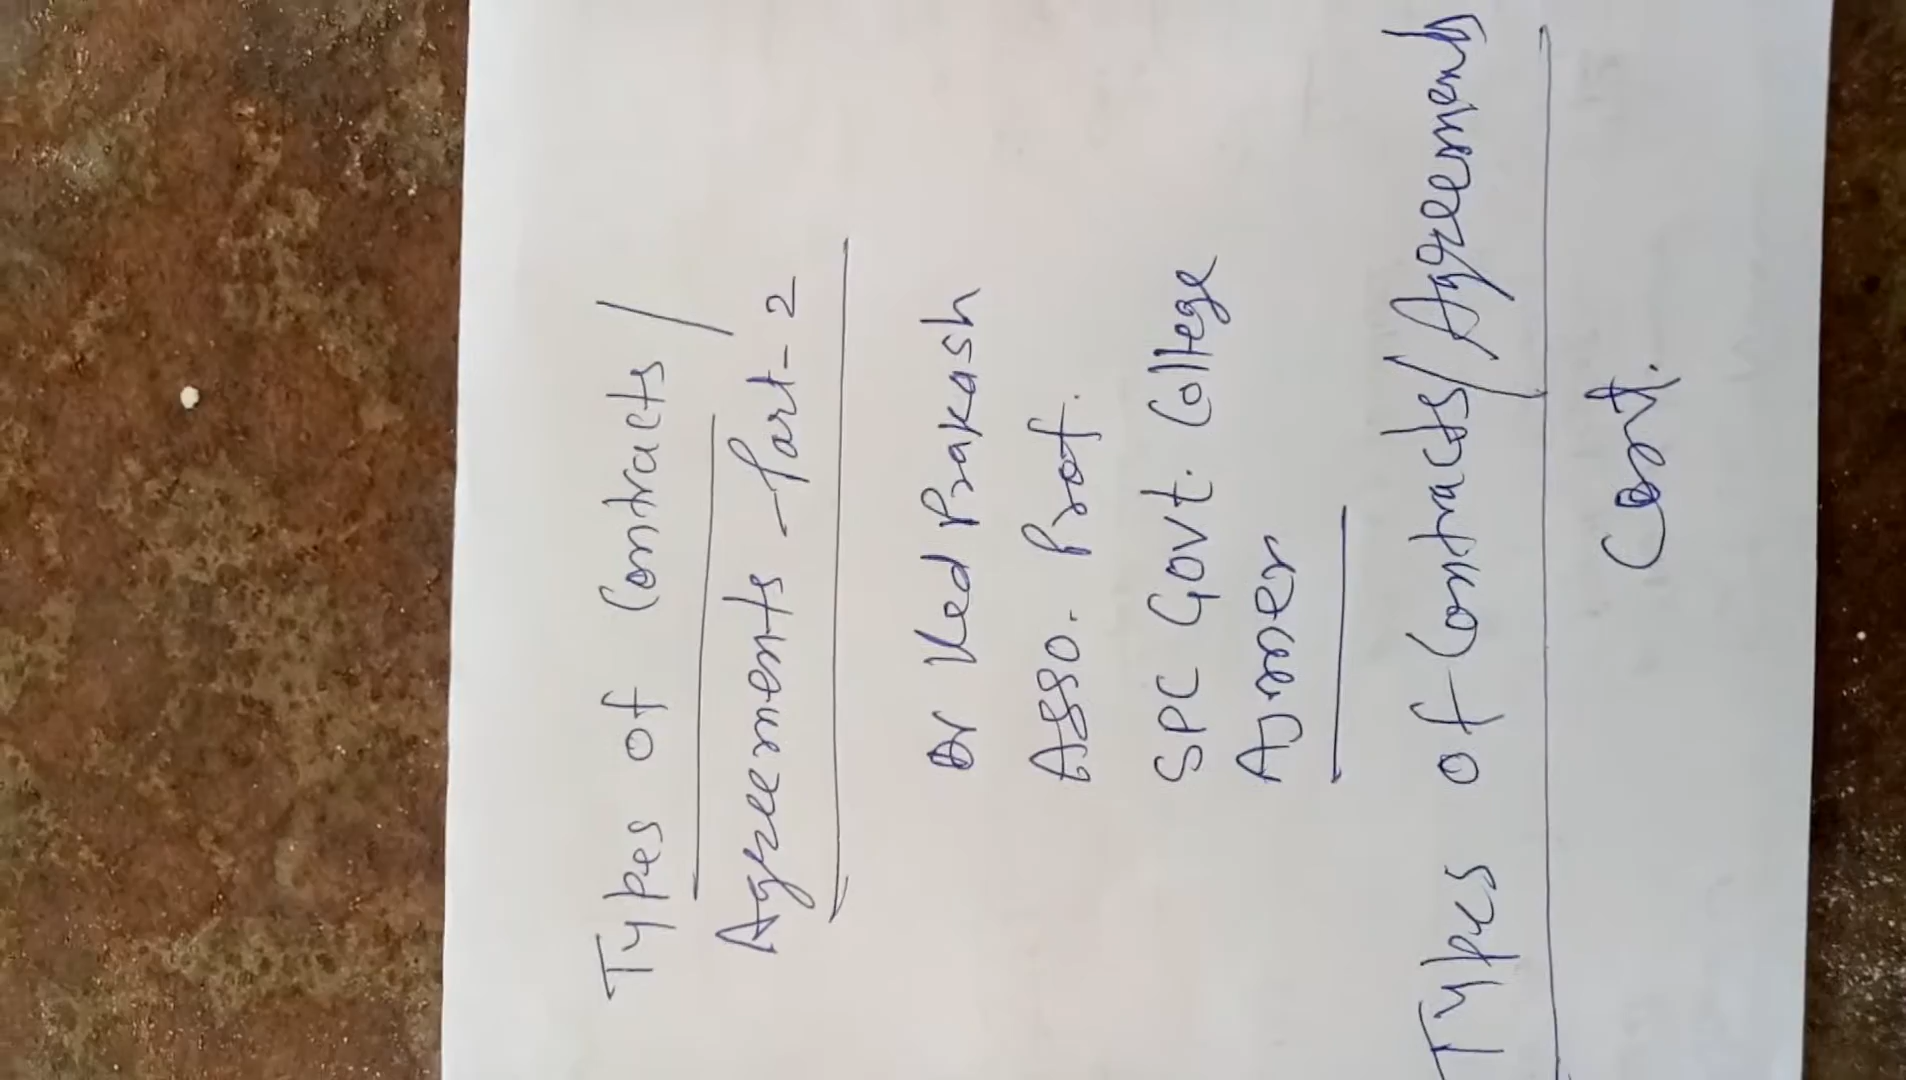 Types of Contracts /
Agreements - Part-2
Dr Ved Prakash
Asso. Prof.
SPC Govt. College
Ajmer
Types of Contracts/Agreements
Cont.